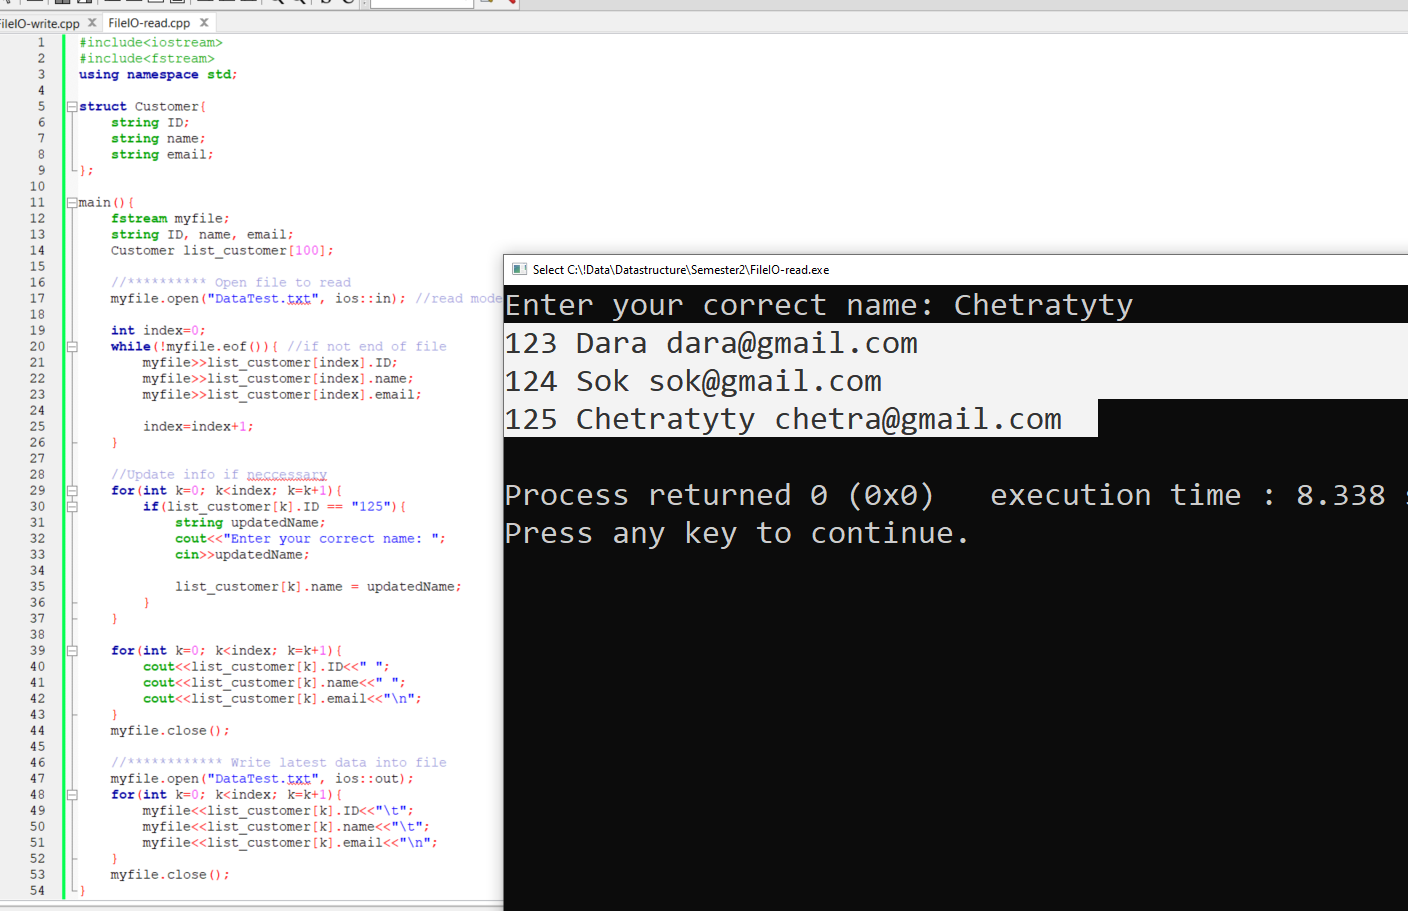 FileIO-write.cpp
FileIO-read.cpp
1 #include<iostream>
2 #include<fstream>
3 using namespace std;
4
5 struct Customer{
6 string ID;
7 string name;
8 string email;
9 };
10
11 main(){
12 fstream myfile;
13 string ID, name, email;
14 Customer list_customer[100];
15
16 //********** Open file to read
17 myfile.open("DataTest.txt", ios::in); //read mode
18
19 int index=0;
20 while(!myfile.eof()){ //if not end of file
21 myfile>>list_customer[index].ID;
22 myfile>>list_customer[index].name;
23 myfile>>list_customer[index].email;
24
25 index=index+1;
26 }
27
28 //Update info if neccessary
29 for(int k=0; k<index; k=k+1){
30 if(list_customer[k].ID == "125"){
31 string updatedName;
32 cout<<"Enter your correct name: ";
33 cin>>updatedName;
34
35 list_customer[k].name = updatedName;
36 }
37 }
38
39 for(int k=0; k<index; k=k+1){
40 cout<<list_customer[k].ID<<" ";
41 cout<<list_customer[k].name<<" ";
42 cout<<list_customer[k].email<<"\n";
43 }
44 myfile.close();
45
46 //************ Write latest data into file
47 myfile.open("DataTest.txt", ios::out);
48 for(int k=0; k<index; k=k+1){
49 myfile<<list_customer[k].ID<<"\t";
50 myfile<<list_customer[k].name<<"\t";
51 myfile<<list_customer[k].email<<"\n";
52 }
53 myfile.close();
54 }
Select C:\!Data\Datastructure\Semester2\FileIO-read.exe
Enter your correct name: Chetratyty
123 Dara dara@gmail.com
124 Sok sok@gmail.com
125 Chetratyty chetra@gmail.com
Process returned 0 (0x0) execution time : 8.338
Press any key to continue.